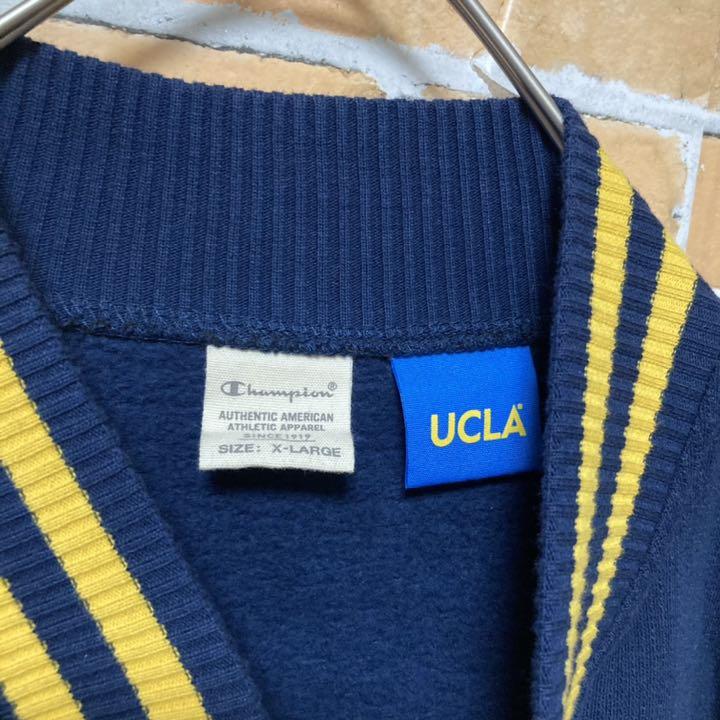 Champion®
AUTHENTIC AMERICAN
ATHLETIC APPAREL
SINCE 1919
SIZE: X-LARGE
UCLA